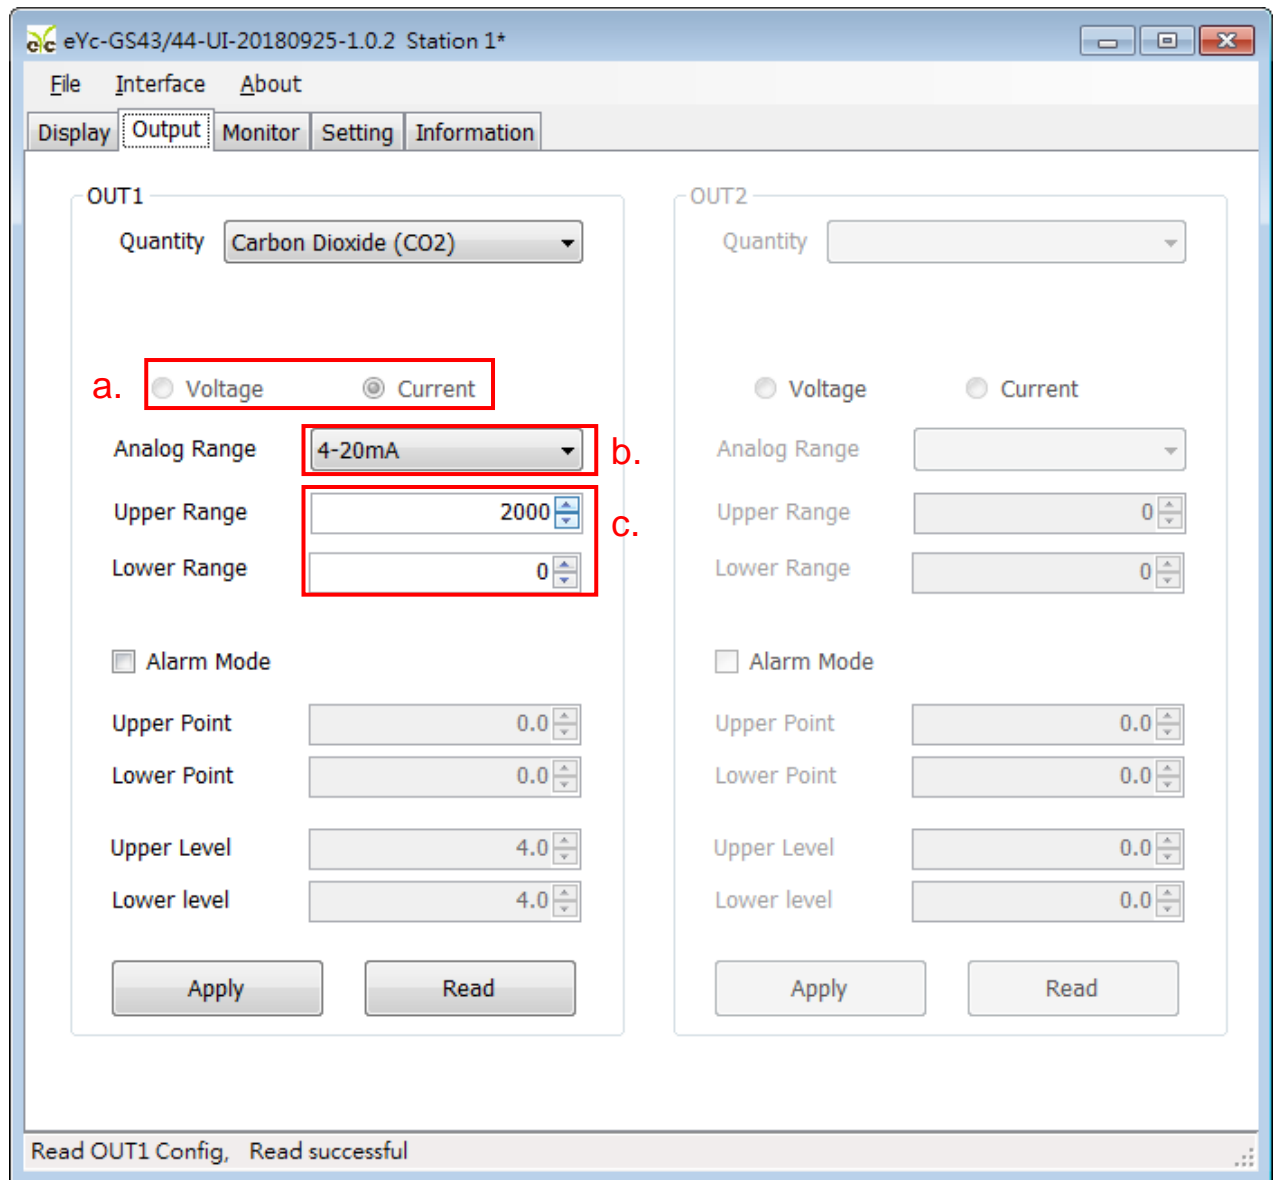 eYc-GS43/44-UI-20180925-1.0.2 Station 1*
File Interface About
Display Output Monitor Setting Information
OUT1
Quantity Carbon Dioxide (CO2)
a. Voltage Current
Analog Range 4-20mA b.
Upper Range 2000
c.
Lower Range 0
Alarm Mode
Upper Point 0.0
Lower Point 0.0
Upper Level 4.0
Lower level 4.0
Apply Read
OUT2
Quantity
Voltage Current
Analog Range
Upper Range 0
Lower Range 0
Alarm Mode
Upper Point 0.0
Lower Point 0.0
Upper Level 0.0
Lower level 0.0
Apply Read
Read OUT1 Config, Read successful